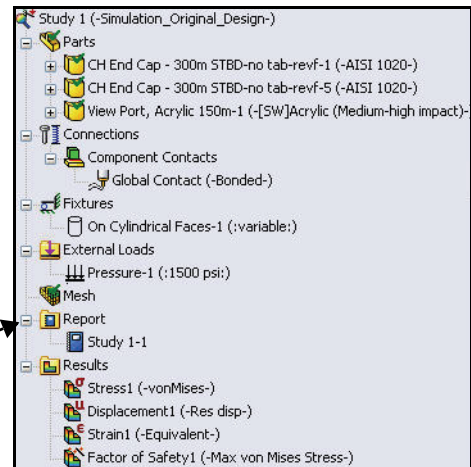 Study 1 (-Simulation_Original_Design-)
Parts
CH End Cap - 300m STBD-no tab-revf-1 (-AISI 1020-)
CH End Cap - 300m STBD-no tab-revf-5 (-AISI 1020-)
View Port, Acrylic 150m-1 (-[SW]Acrylic (Medium-high impact)-
Connections
Component Contacts
Global Contact (-Bonded-)
Fixtures
On Cylindrical Faces-1 (:variable:)
External Loads
Pressure-1 (:1500 psi:)
Mesh
Report
Study 1-1
Results
Stress1 (-vonMises-)
Displacement1 (-Res disp-)
Strain1 (-Equivalent-)
Factor of Safety1 (-Max von Mises Stress-)